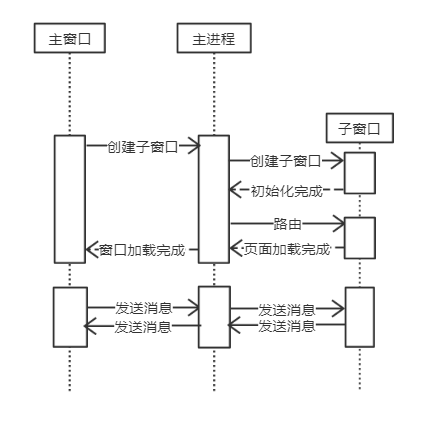 主窗口
主进程
子窗口
创建子窗口
创建子窗口
初始化完成
路由
窗口加载完成
页面加载完成
发送消息
发送消息
发送消息
发送消息